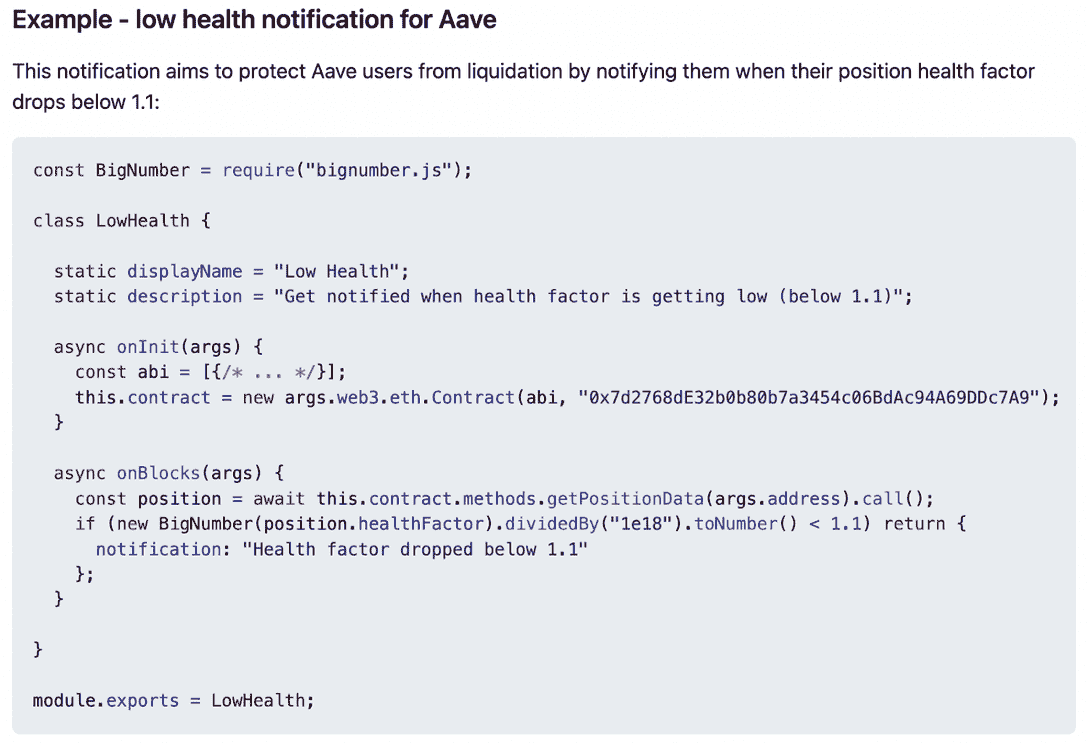 Example - low health notification for Aave
This notification aims to protect Aave users from liquidation by notifying them when their position health factor
drops below 1.1:
const BigNumber = require("bignumber.js");
class LowHealth {
static displayName = "Low Health";
static description = "Get notified when health factor is getting low (below 1.1)";
async onInit(args) {
const abi = [{/* ... */}];
this.contract = new args.web3.eth.Contract(abi, "0x7d2768dE32b0b80b7a3454c06BdAc94A69DDc7A9");
}
async onBlocks(args) {
const position = await this.contract.methods.getPositionData(args.address).call();
if (new BigNumber(position.healthFactor).dividedBy("1e18").toNumber() < 1.1) return {
notification: "Health factor dropped below 1.1"
};
}
}
module.exports = LowHealth;